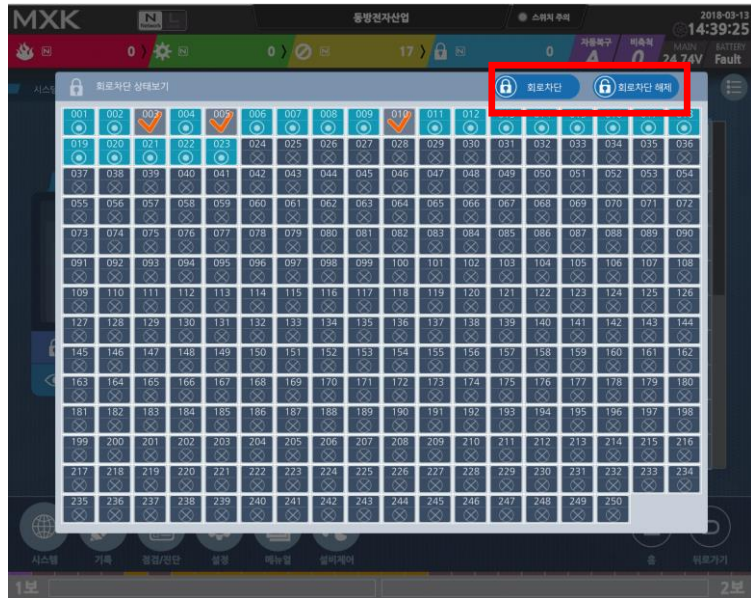 MXK
N
Network
L
동방전자산업
스위치 주의
2018-03-13
14:39:25
N 0
N 0
N 17
N 0
자동복구
A
비축적
0
MAIN
24.74V
BATTERY
Fault
시스템
회로차단 상태보기
회로차단
회로차단 해제
001 002 003 004 005 006 007 008 009 010 011 012
019 020 021 022 023 024 025 026 027 028 029 030 031 032 033 034 035 036
037 038 039 040 041 042 043 044 045 046 047 048 049 050 051 052 053 054
055 056 057 058 059 060 061 062 063 064 065 066 067 068 069 070 071 072
073 074 075 076 077 078 079 080 081 082 083 084 085 086 087 088 089 090
091 092 093 094 095 096 097 098 099 100 101 102 103 104 105 106 107 108
109 110 111 112 113 114 115 116 117 118 119 120 121 122 123 124 125 126
127 128 129 130 131 132 133 134 135 136 137 138 139 140 141 142 143 144
145 146 147 148 149 150 151 152 153 154 155 156 157 158 159 160 161 162
163 164 165 166 167 168 169 170 171 172 173 174 175 176 177 178 179 180
181 182 183 184 185 186 187 188 189 190 191 192 193 194 195 196 197 198
199 200 201 202 203 204 205 206 207 208 209 210 211 212 213 214 215 216
217 218 219 220 221 222 223 224 225 226 227 228 229 230 231 232 233 234
235 236 237 238 239 240 241 242 243 244 245 246 247 248 249 250
시스템
기록
점검/진단
설정
메뉴얼
설비제어
홈
뒤로가기
1보
2보